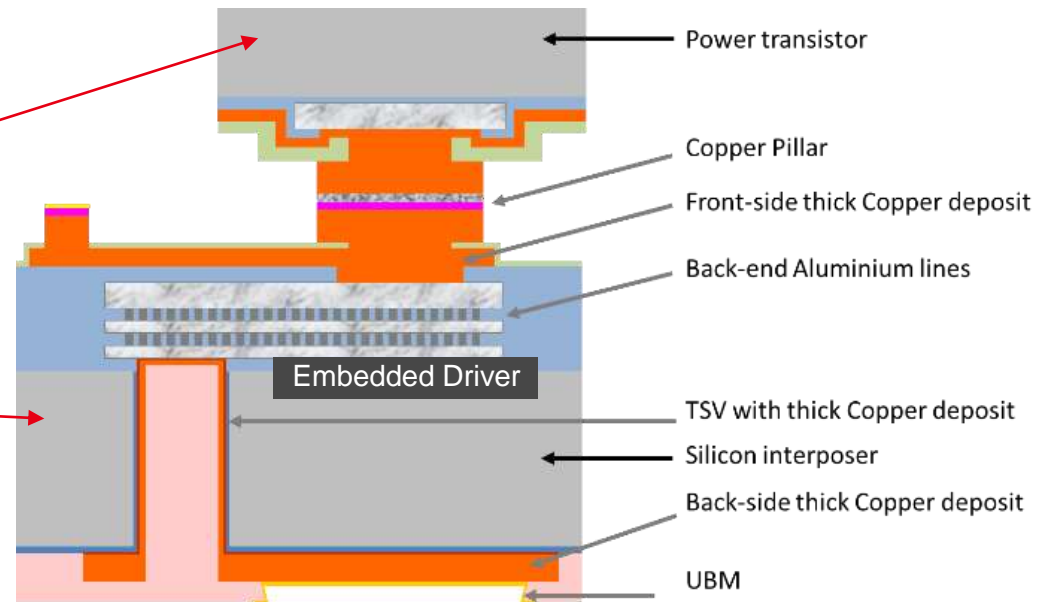 Power transistor
Copper Pillar
Front-side thick Copper deposit
Back-end Aluminium lines
Embedded Driver
TSV with thick Copper deposit
Silicon interposer
Back-side thick Copper deposit
UBM